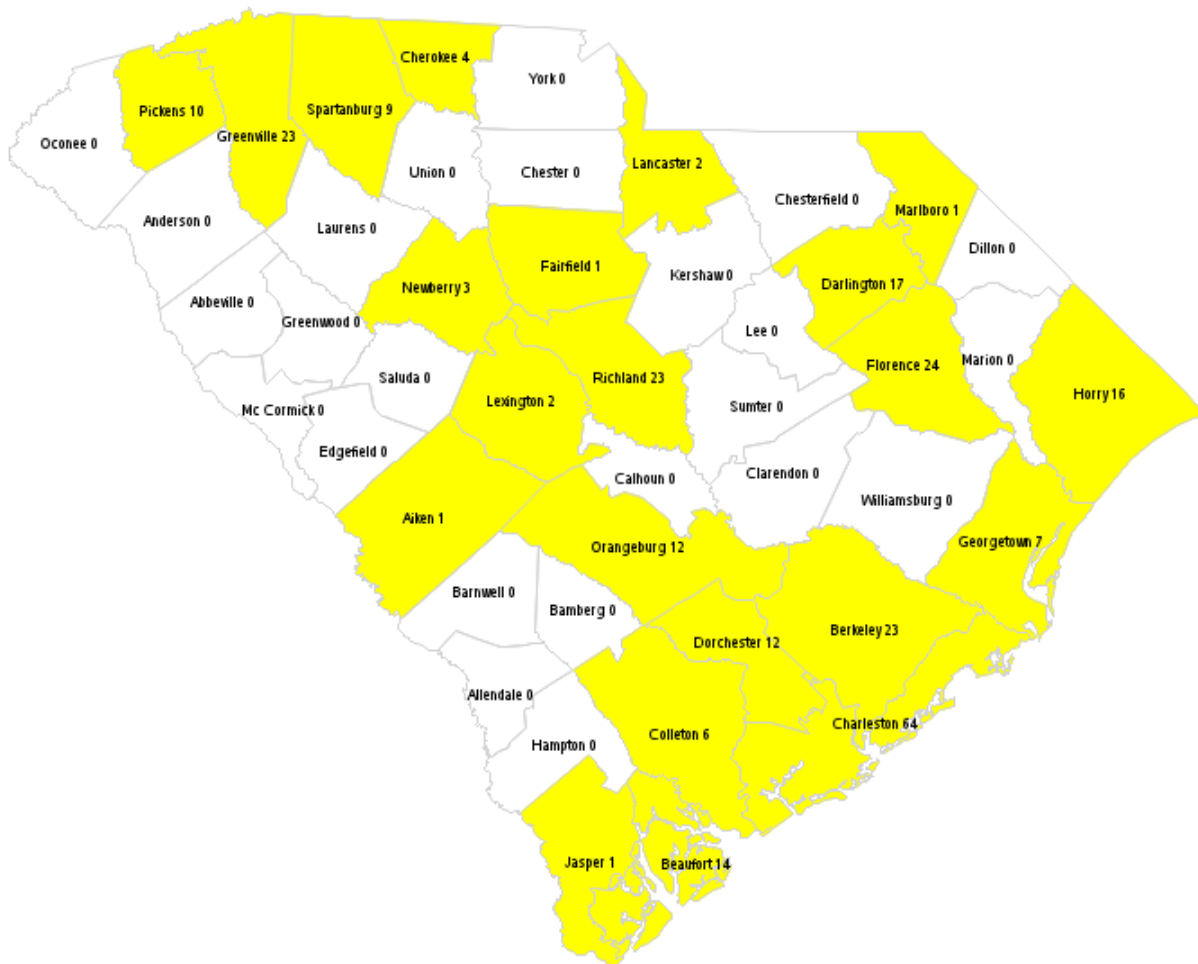 Cherokee 4
York 0
Pickens 10
Spartanburg 9
Greenville 23
Oconee 0
Lancaster 2
Union 0
Chester 0
Chesterfield 0
Marlboro 1
Anderson 0
Laurens 0
Dillon 0
Fairfield 1
Kershaw 0
Newberry 3
Darlington 17
Abbeville 0
Greenwood 0
Lee 0
Marion 0
Florence 24
Saluda 0
Richland 23
Horry 16
Lexington 2
Mc Cormick 0
Sumter 0
Edgefield 0
Calhoun 0
Clarendon 0
Williamsburg 0
Aiken 1
Georgetown 7
Orangeburg 12
Barnwell 0
Bamberg 0
Berkeley 23
Dorchester 12
Allendale 0
Charleston 64
Colleton 6
Hampton 0
Jasper 1
Beaufort 14